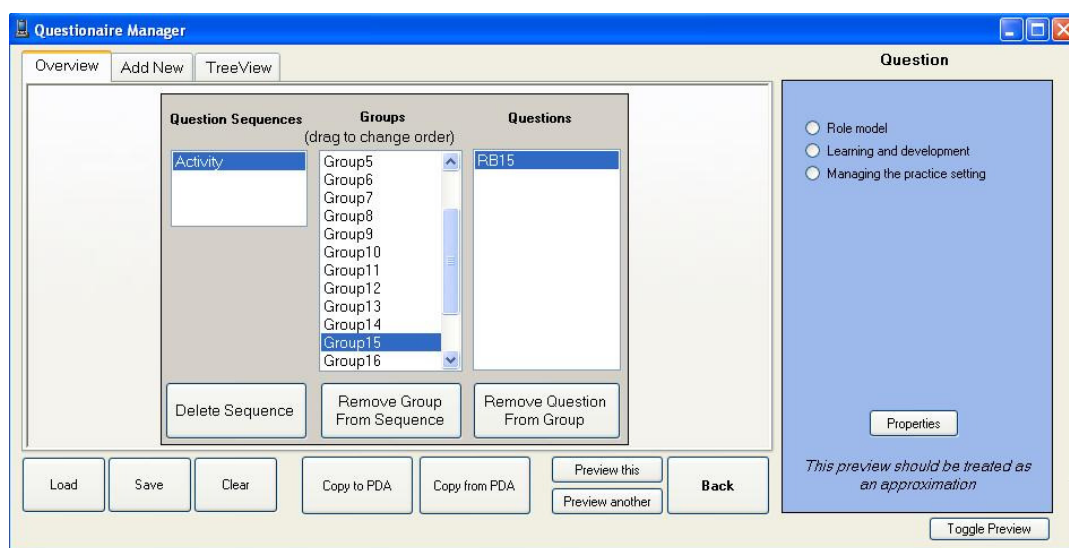 Questionaire Manager
Overview
Add New
TreeView
Question Sequences
Groups
(drag to change order)
Questions
Activity
Group5
Group6
Group7
Group8
Group9
Group10
Group11
Group12
Group13
Group14
Group15
Group16
RB15
Delete Sequence
Remove Group
From Sequence
Remove Question
From Group
Load
Save
Clear
Copy to PDA
Copy from PDA
Preview this
Preview another
Back
Question
Role model
Learning and development
Managing the practice setting
Properties
This preview should be treated as
an approximation
Toggle Preview